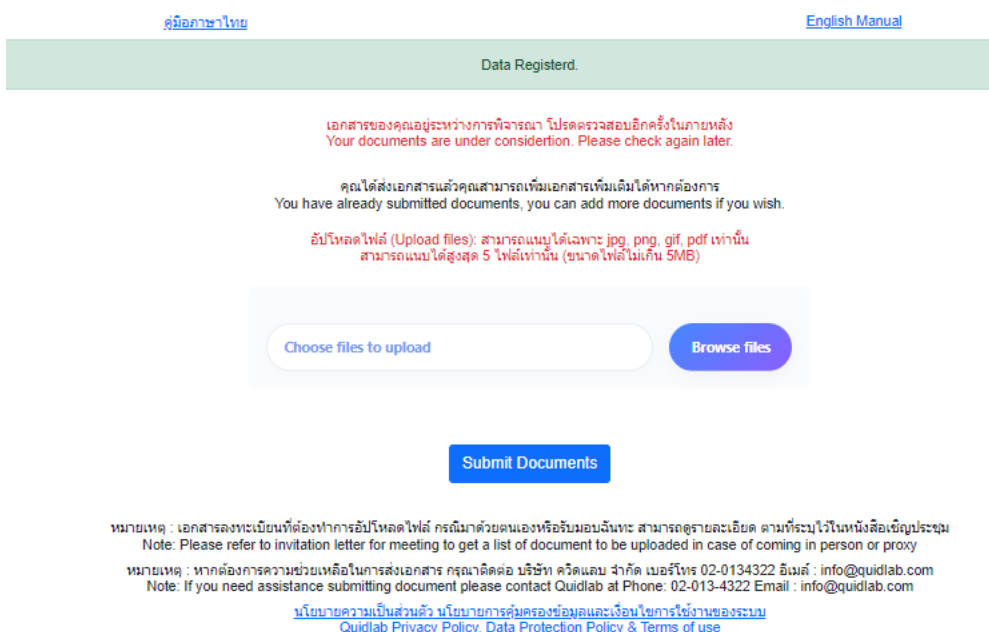 คู่มือภาษาไทย
English Manual
Data Registerd.
เอกสารของคุณอยู่ระหว่างการพิจารณา โปรดตรวจสอบอีกครั้งในภายหลัง
Your documents are under considertion. Please check again later.
คุณได้ส่งเอกสารแล้วคุณสามารถเพิ่มเอกสารเพิ่มเติมได้หากต้องการ
You have already submitted documents, you can add more documents if you wish.
อัปโหลดไฟล์ (Upload files): สามารถแนบได้เฉพาะ jpg, png, gif, pdf เท่านั้น
สามารถแนบได้สูงสุด 5 ไฟล์เท่านั้น (ขนาดไฟล์ไม่เกิน 5MB)
Choose files to upload
Browse files
Submit Documents
หมายเหตุ : เอกสารลงทะเบียนที่ต้องทำการอัปโหลดไฟล์ กรณีมาด้วยตนเองหรือรับมอบฉันทะ สามารถดูรายละเอียด ตามที่ระบุไว้ในหนังสือเชิญประชุม
Note: Please refer to invitation letter for meeting to get a list of document to be uploaded in case of coming in person or proxy
หมายเหตุ : หากต้องการความช่วยเหลือในการส่งเอกสาร กรุณาติดต่อ บริษัท ควิดแลบ จำกัด เบอร์โทร 02-0134322 อีเมล์ : info@quidlab.com
Note: If you need assistance submitting document please contact Quidlab at Phone: 02-013-4322 Email : info@quidlab.com
นโยบายความเป็นส่วนตัว นโยบายการคุ้มครองข้อมูลและเงื่อนไขการใช้งานของระบบ
Quidlab Privacy Policy, Data Protection Policy & Terms of use